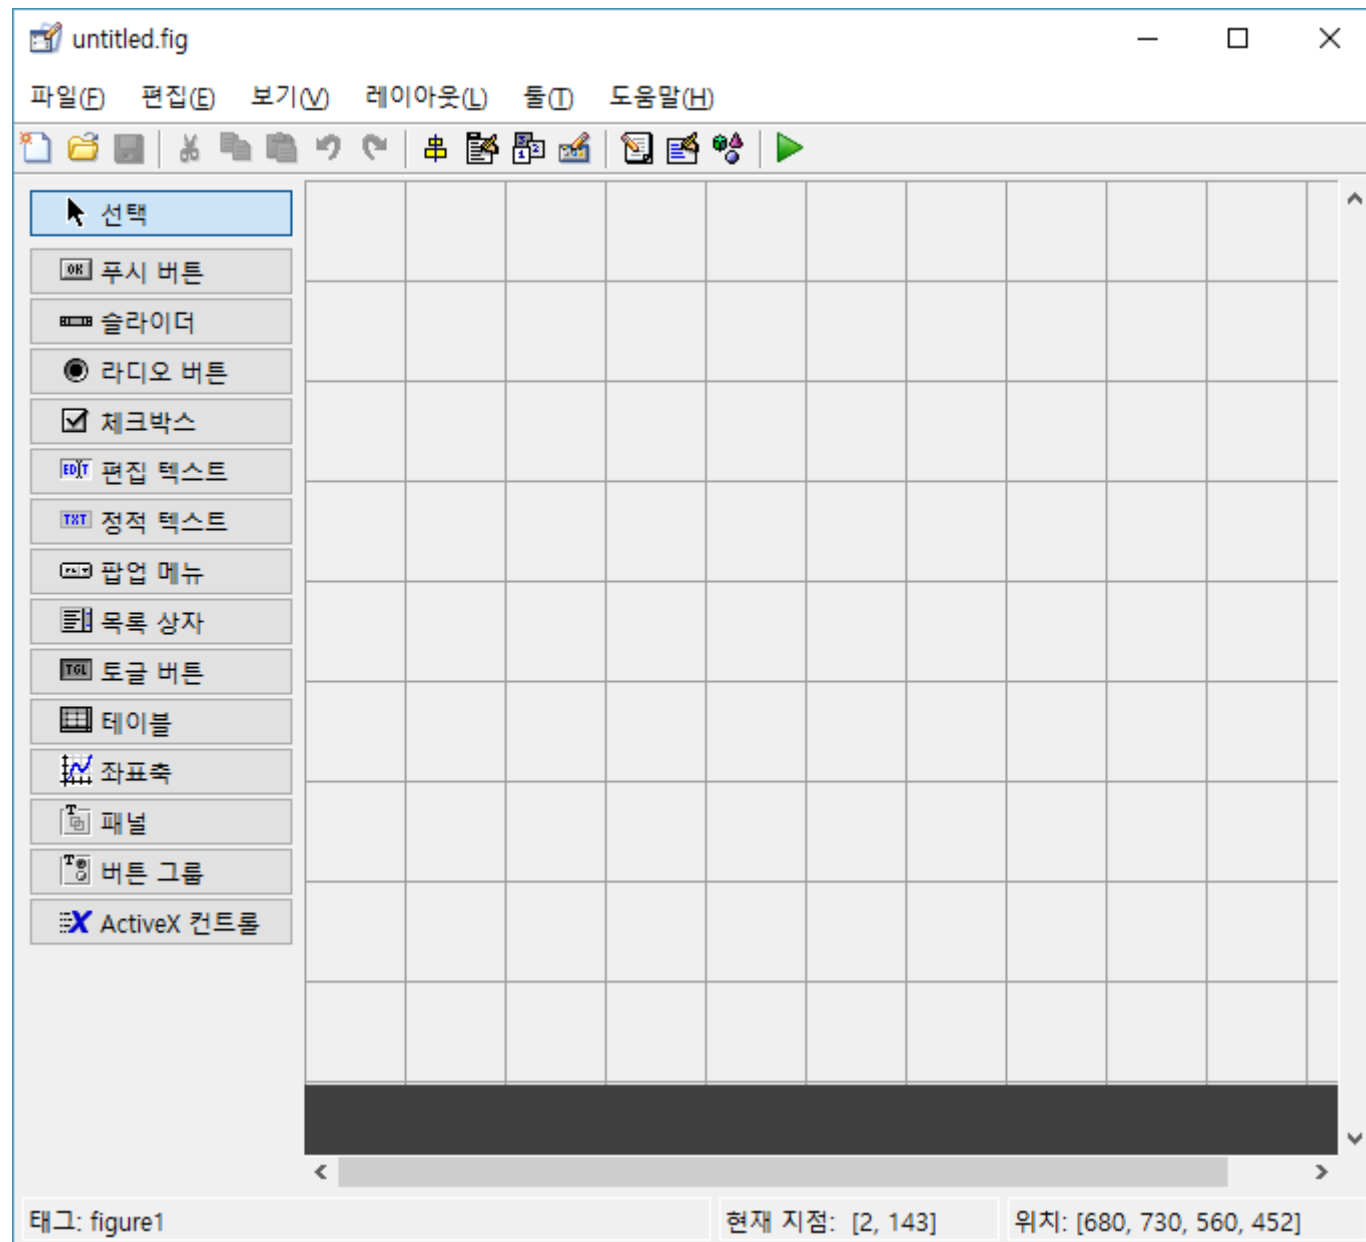 untitled.fig
파일(F) 편집(E) 보기(V) 레이아웃(L) 툴(T) 도움말(H)
선택
OK 푸시 버튼
슬라이더
라디오 버튼
체크박스
EDIT 편집 텍스트
TXT 정적 텍스트
팝업 메뉴
목록 상자
TGL 토글 버튼
테이블
좌표축
패널
버튼 그룹
ActiveX 컨트롤
태그: figure1 현재 지점: [2, 143] 위치: [680, 730, 560, 452]